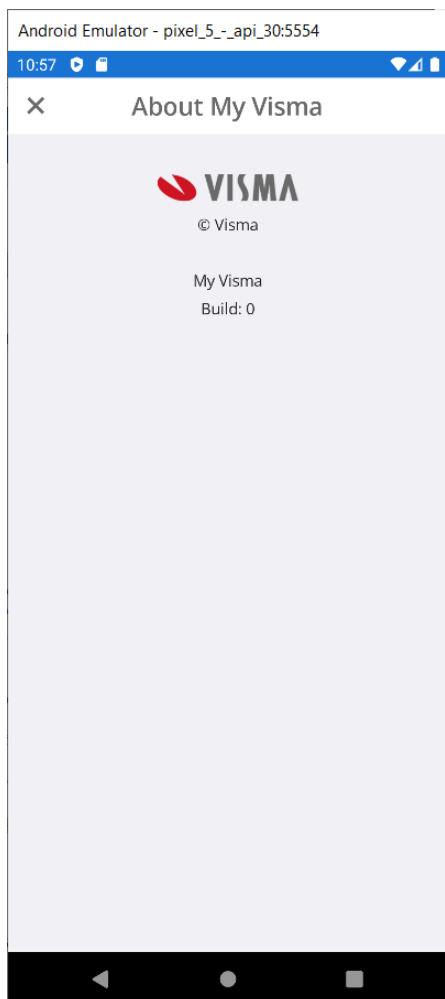 Android Emulator - pixel_5_-_api_30:5554
10:57
About My Visma
VISMA
© Visma
My Visma
Build: 0